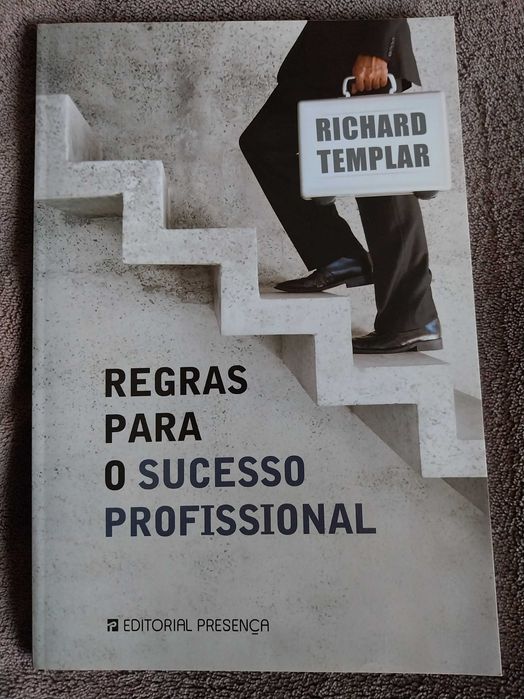 RICHARD
TEMPLAR
REGRAS
PARA
O SUCESSO
PROFISSIONAL
EDITORIAL PRESENÇA